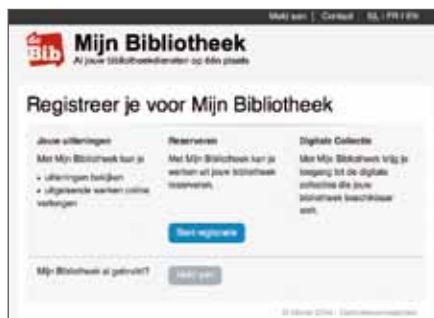 Meld aan | Contact NL | FR | EN
de Bib
Mijn Bibliotheek
Al jouw bibliotheekdiensten op één plaats
Registreer je voor Mijn Bibliotheek
Jouw uitleningen
Met Mijn Bibliotheek kan je
• uitleningen bekijken
• uitgeleende werken online
verlengen
Reserveren
Met Mijn Bibliotheek kan je
werken uit jouw bibliotheek
reserveren.
Digitale Collectie
Met Mijn Bibliotheek krijg je
toegang tot de digitale
collecties die jouw
bibliotheek beschikbaar
stelt.
Start registratie
Mijn Bibliotheek al gebruikt?
Meld aan